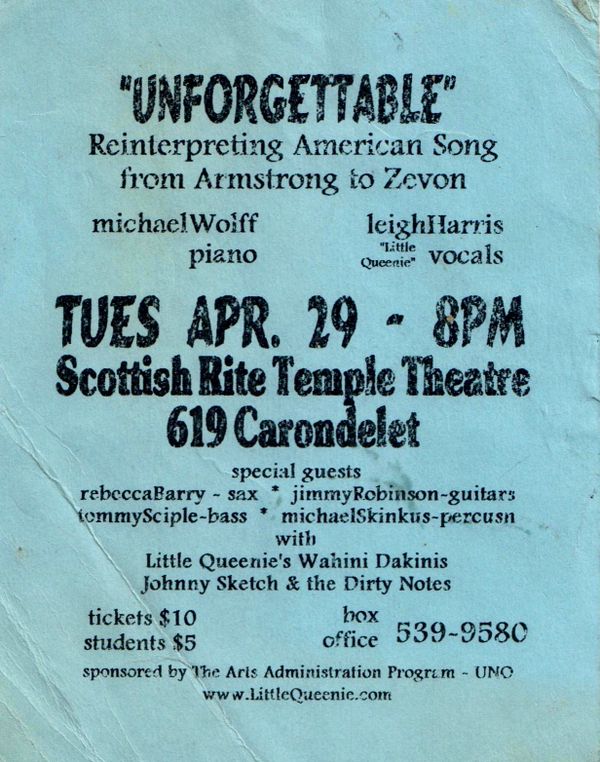 "UNFORGETTABLE"
Reinterpreting American Song
from Armstrong to Zevon
michaelWolff leighHarris
piano "Little Queenie" vocals
TUES APR. 29 - 8PM
Scottish Rite Temple Theatre
619 Carondelet
special guests
rebeccaBarry - sax * jimmyRobinson-guitars
tommySciple-bass * michaelSkinkus-percusn
with
Little Queenie's Wahini Dakinis
Johnny Sketch & the Dirty Notes
tickets $10 box
students $5 office 539-9580
sponsored by The Arts Administration Program - UNO
www.LittleQueenie.com